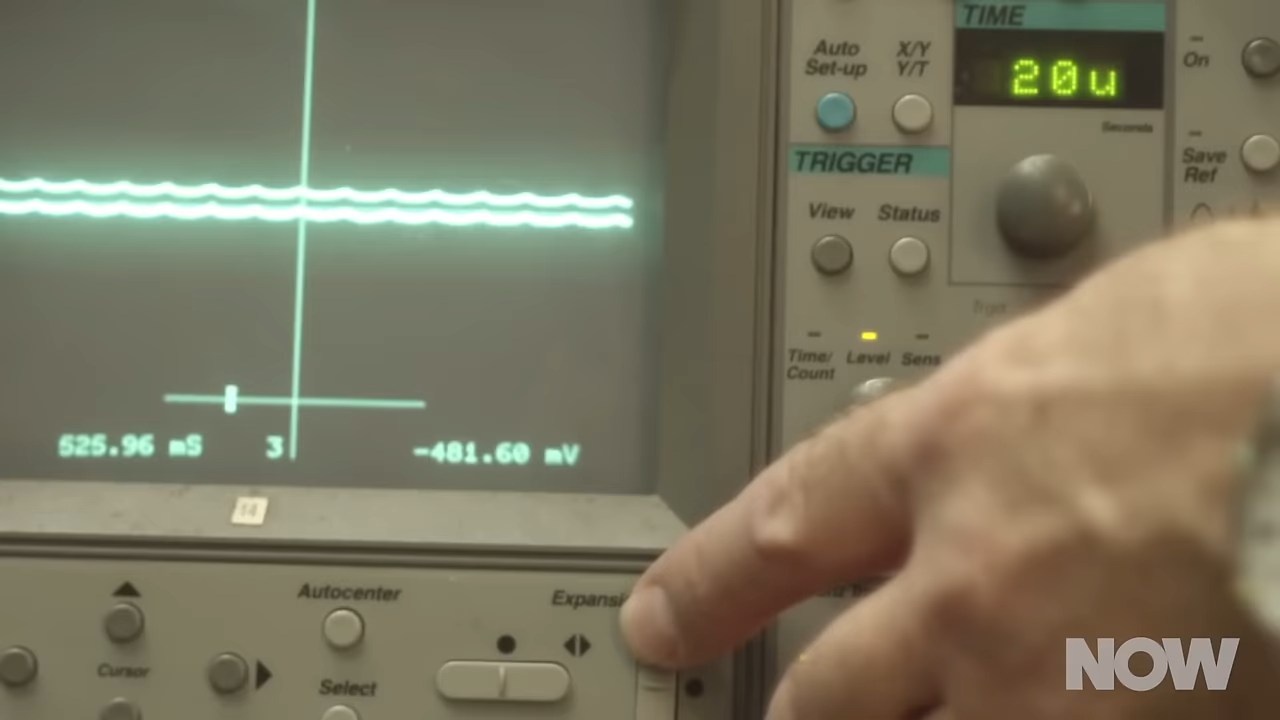 TIME
Auto
Set-up
X/Y
Y/T
20u
On
Seconds
TRIGGER
Save
Ref
View
Status
Time/
Count
Level
Sens
525.96 mS
3
-481.60 mV
14
Autocenter
Cursor
Select
NOW